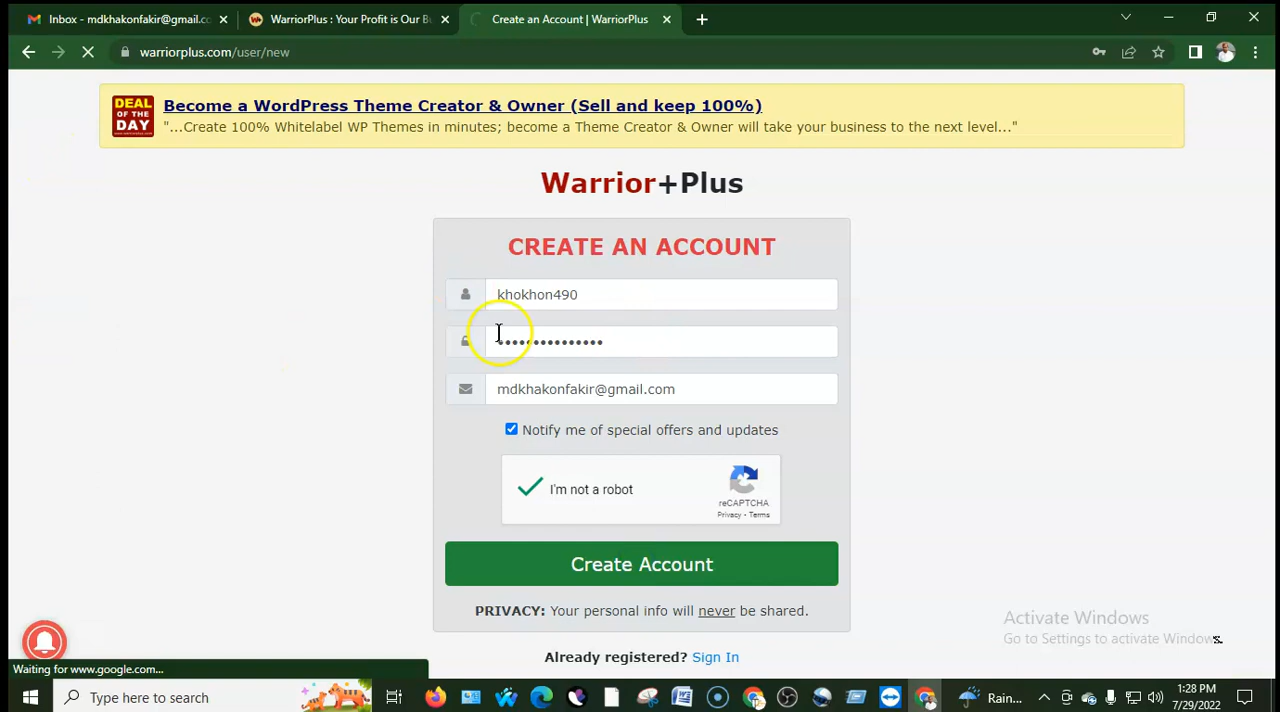 Inbox - mdkhakonfakir@gmail.co
WarriorPlus : Your Profit is Our Bu
Create an Account | WarriorPlus
warriorplus.com/user/new
DEAL OF THE DAY
Become a WordPress Theme Creator & Owner (Sell and keep 100%)
"...Create 100% Whitelabel WP Themes in minutes; become a Theme Creator & Owner will take your business to the next level..."
Warrior+Plus
CREATE AN ACCOUNT
khokhon490
mdkhakonfakir@gmail.com
Notify me of special offers and updates
I'm not a robot
reCAPTCHA
Privacy - Terms
Create Account
PRIVACY: Your personal info will never be shared.
Already registered? Sign In
Activate Windows
Go to Settings to activate Windows.
Waiting for www.google.com...
Type here to search
Rain...
1:28 PM
7/29/2022